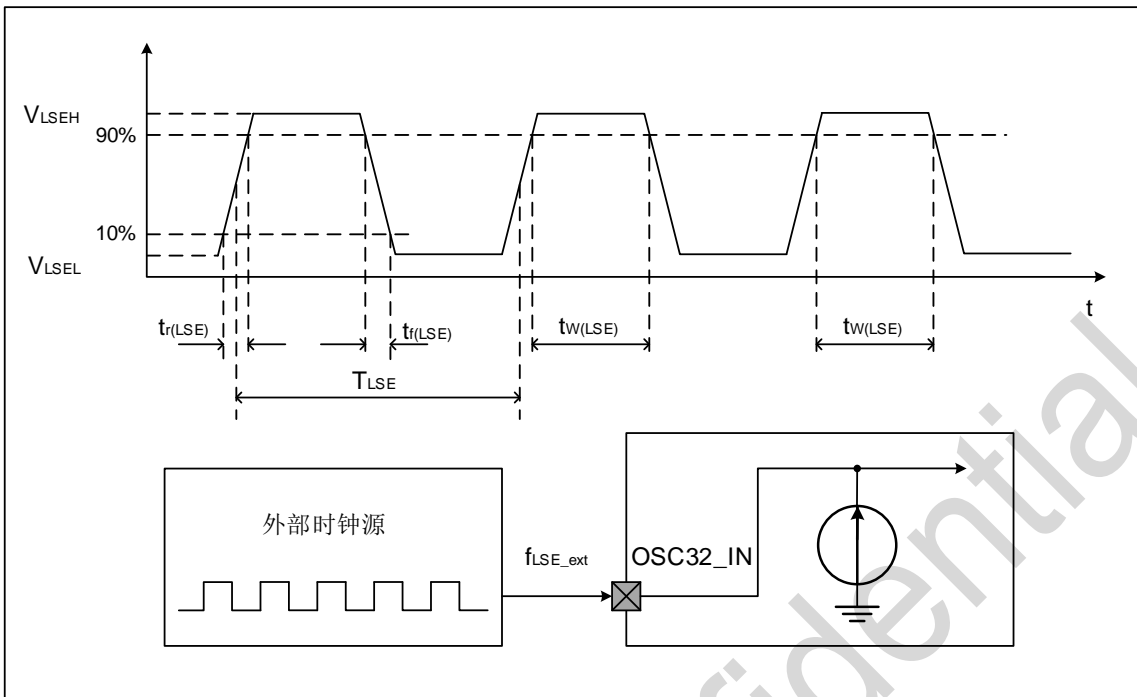 VLSEH
90%
10%
VLSEL
t
tr(LSE)
tf(LSE)
tW(LSE)
tW(LSE)
TLSE
外部时钟源
fLSE_ext
OSC32_IN
fidential